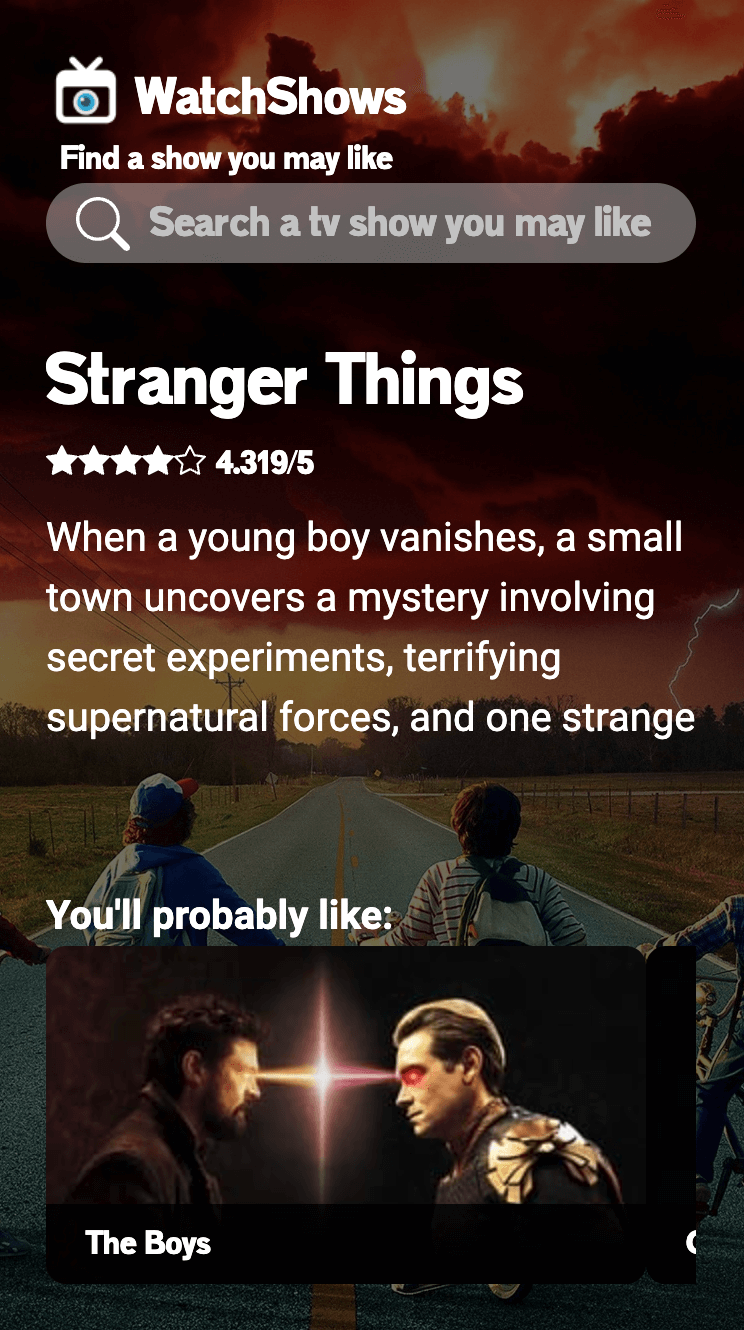 WatchShows
Find a show you may like
Search a tv show you may like
Stranger Things
4.319/5
When a young boy vanishes, a small
town uncovers a mystery involving
secret experiments, terrifying
supernatural forces, and one strange
You'll probably like:
The Boys